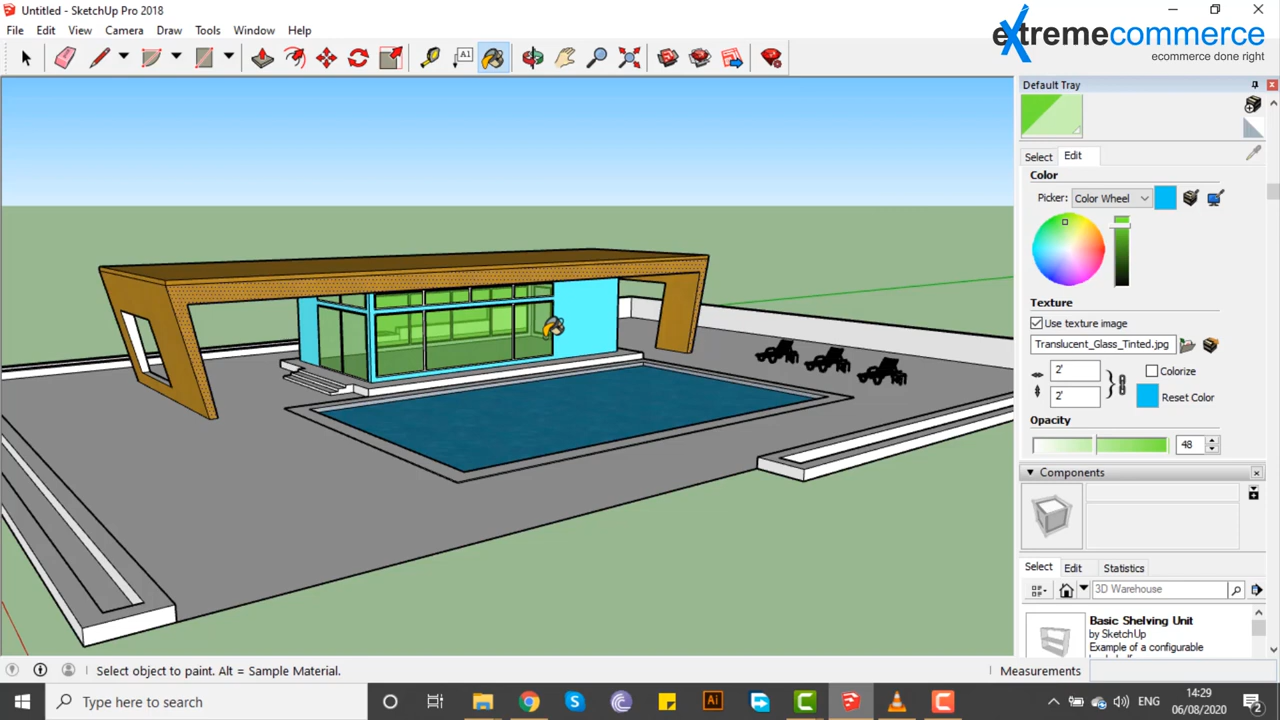 Untitled - SketchUp Pro 2018
extremecommerce
ecommerce done right
File Edit View Camera Draw Tools Window Help
A1
Default Tray
Select Edit
Color
Picker: Color Wheel
Texture
Use texture image
Translucent_Glass_Tinted.jpg
2'
Colorize
2'
Reset Color
Opacity
48
Components
Select Edit Statistics
3D Warehouse
Basic Shelving Unit
by SketchUp
Example of a configurable
Select object to paint. Alt = Sample Material.
Measurements
Type here to search
Ai
ENG
14:29
06/08/2020
2